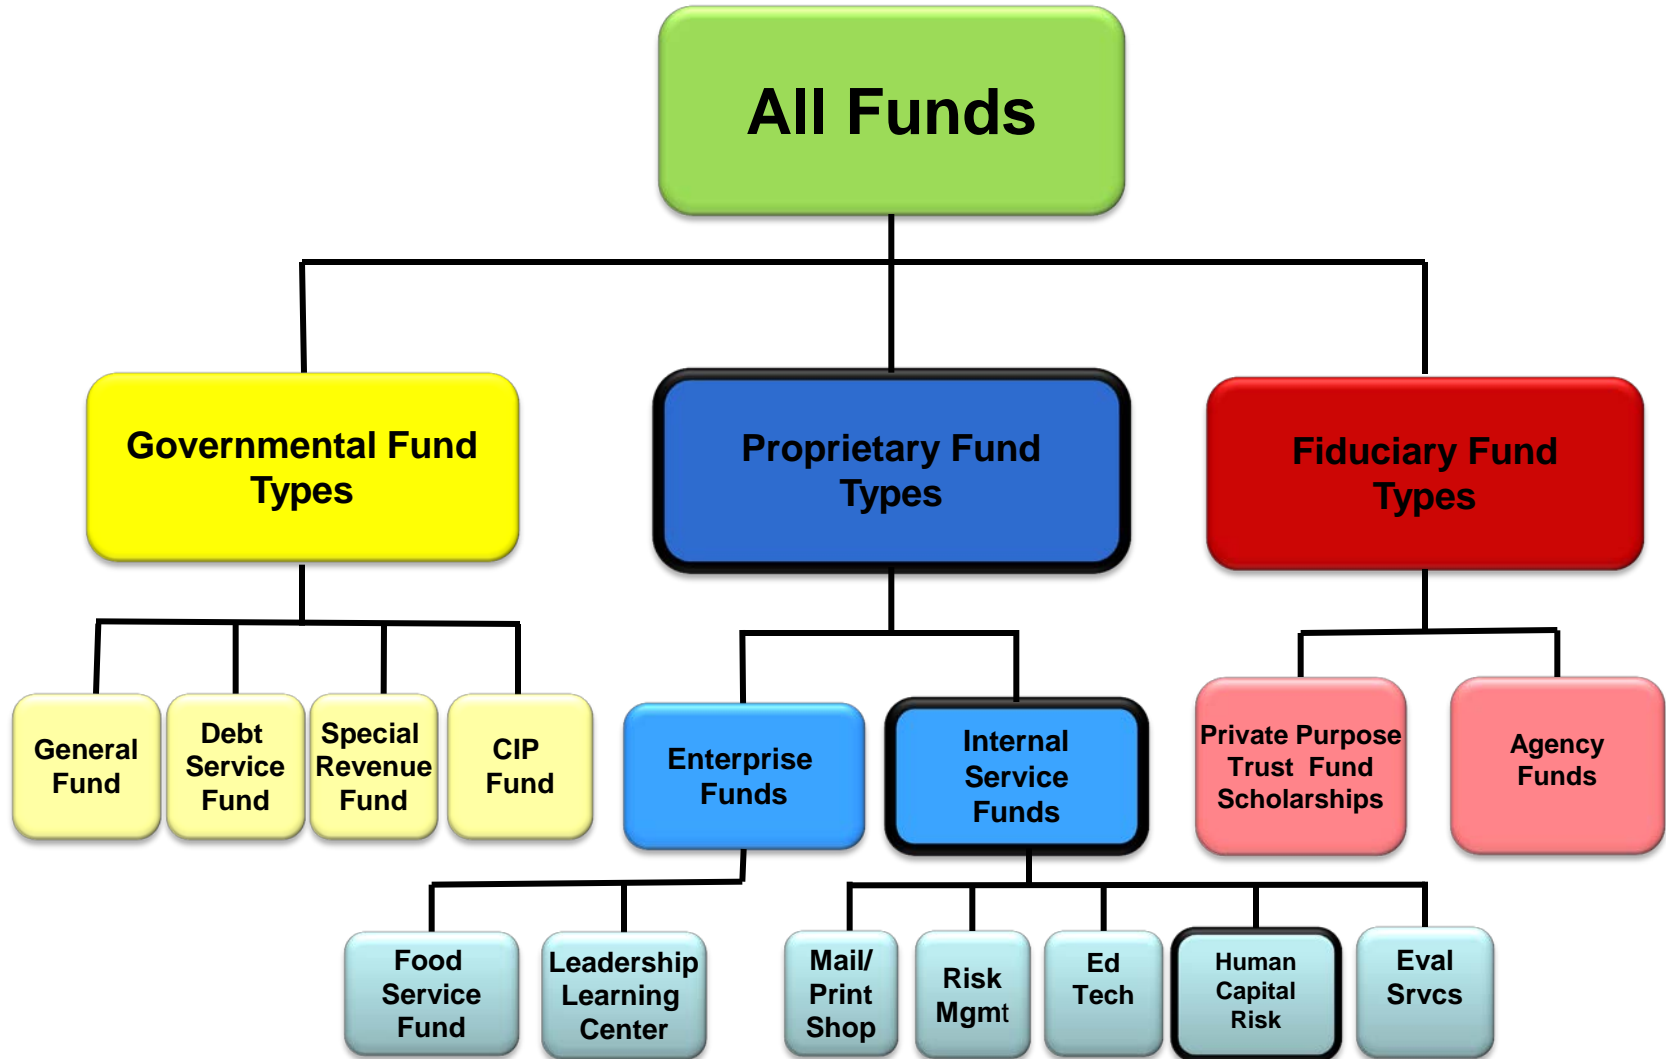 All Funds
Governmental Fund
Types
Proprietary Fund
Types
Fiduciary Fund
Types
General
Fund
Debt
Service
Fund
Special
Revenue
Fund
CIP
Fund
Enterprise
Funds
Internal
Service
Funds
Private Purpose
Trust Fund
Scholarships
Agency
Funds
Food
Service
Fund
Leadership
Learning
Center
Mail/
Print
Shop
Risk
Mgmt
Ed
Tech
Human
Capital
Risk
Eval
Srvcs